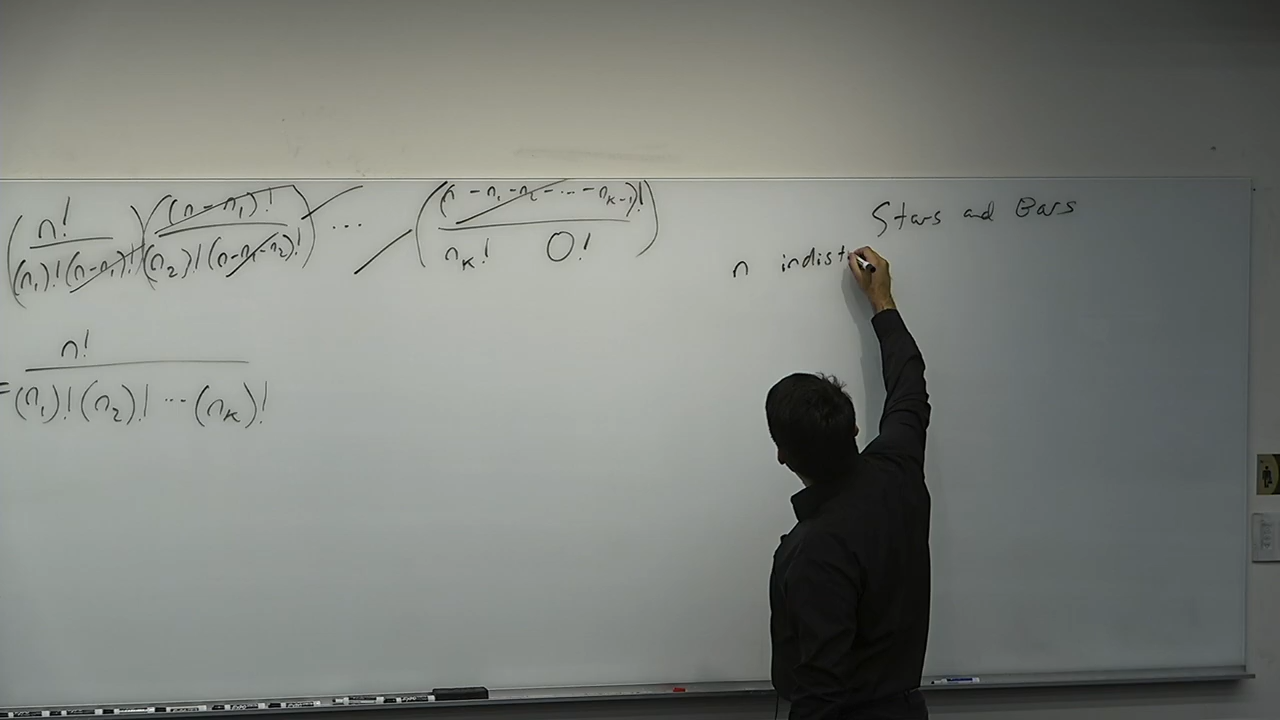 (n! / (n₁)!(n-n₁)!)((n-n₁)! / (n₂)!(n-n₁-n₂)!) ... ((n-n₁-n₂-...-n_{k-1})! / n_k! 0!)
= n! / (n₁)!(n₂)!...(n_k)!
Stars and Bars
n indist